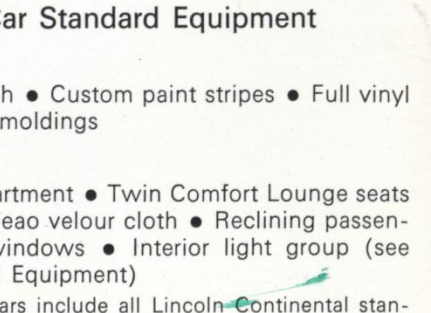 Car Standard Equipment
h ● Custom paint stripes ● Full vinyl
moldings
artment ● Twin Comfort Lounge seats
eao velour cloth ● Reclining passen-
windows ● Interior light group (see
Equipment)
ars include all Lincoln Continental stan-